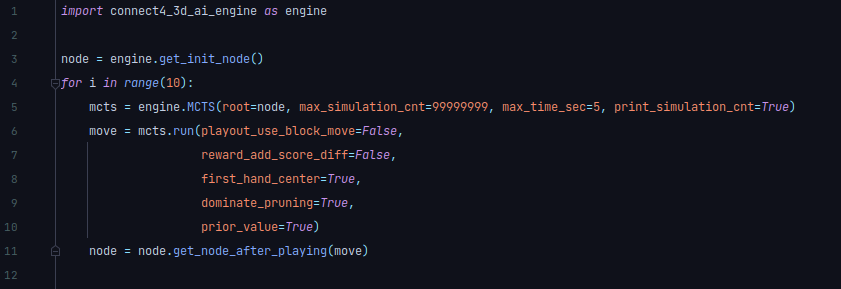 1 import connect4_3d_ai_engine as engine
2
3 node = engine.get_init_node()
4 for i in range(10):
5     mcts = engine.MCTS(root=node, max_simulation_cnt=99999999, max_time_sec=5, print_simulation_cnt=True)
6     move = mcts.run(playout_use_block_move=False,
7                     reward_add_score_diff=False,
8                     first_hand_center=True,
9                     dominate_pruning=True,
10                     prior_value=True)
11     node = node.get_node_after_playing(move)
12